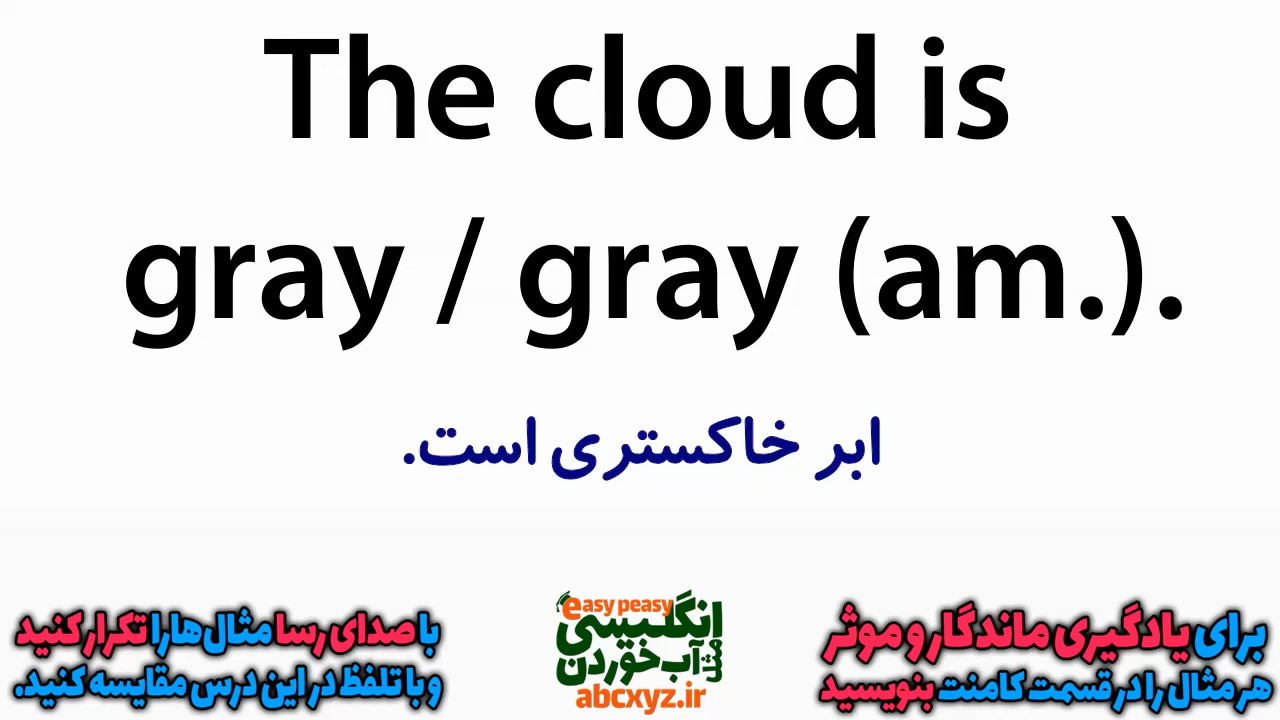 The cloud is
gray / gray (am.).
ابر خاکستری است.
برای یادگیری ماندگار و موثر
هر مثال را در قسمت کامنت بنویسید
easy peasy
انگلیسی
مثل آب خوردن
abcxyz.ir
با صدای رسا مثال‌ها را تکرار کنید
و با تلفظ در این درس مقایسه کنید.